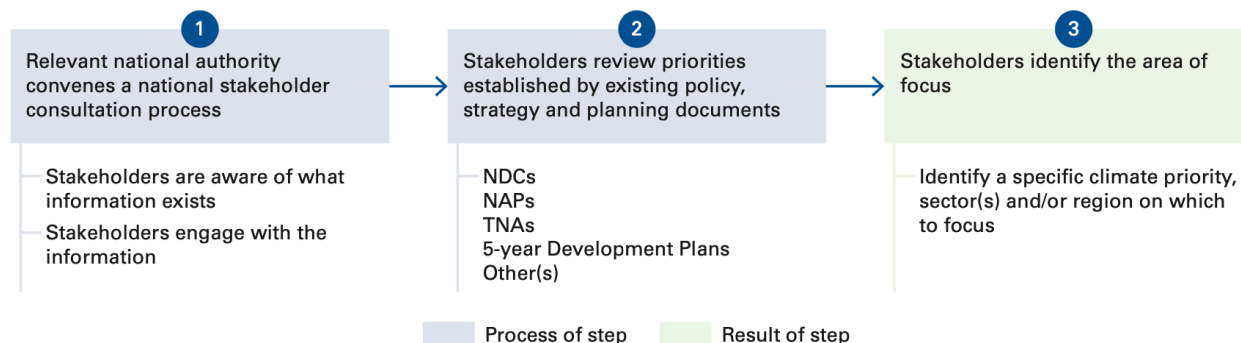 1
Relevant national authority
convenes a national stakeholder
consultation process
Stakeholders are aware of what
information exists
Stakeholders engage with the
information
2
Stakeholders review priorities
established by existing policy,
strategy and planning documents
NDCs
NAPs
TNAs
5-year Development Plans
Other(s)
3
Stakeholders identify the area of
focus
Identify a specific climate priority,
sector(s) and/or region on which
to focus
Process of step
Result of step